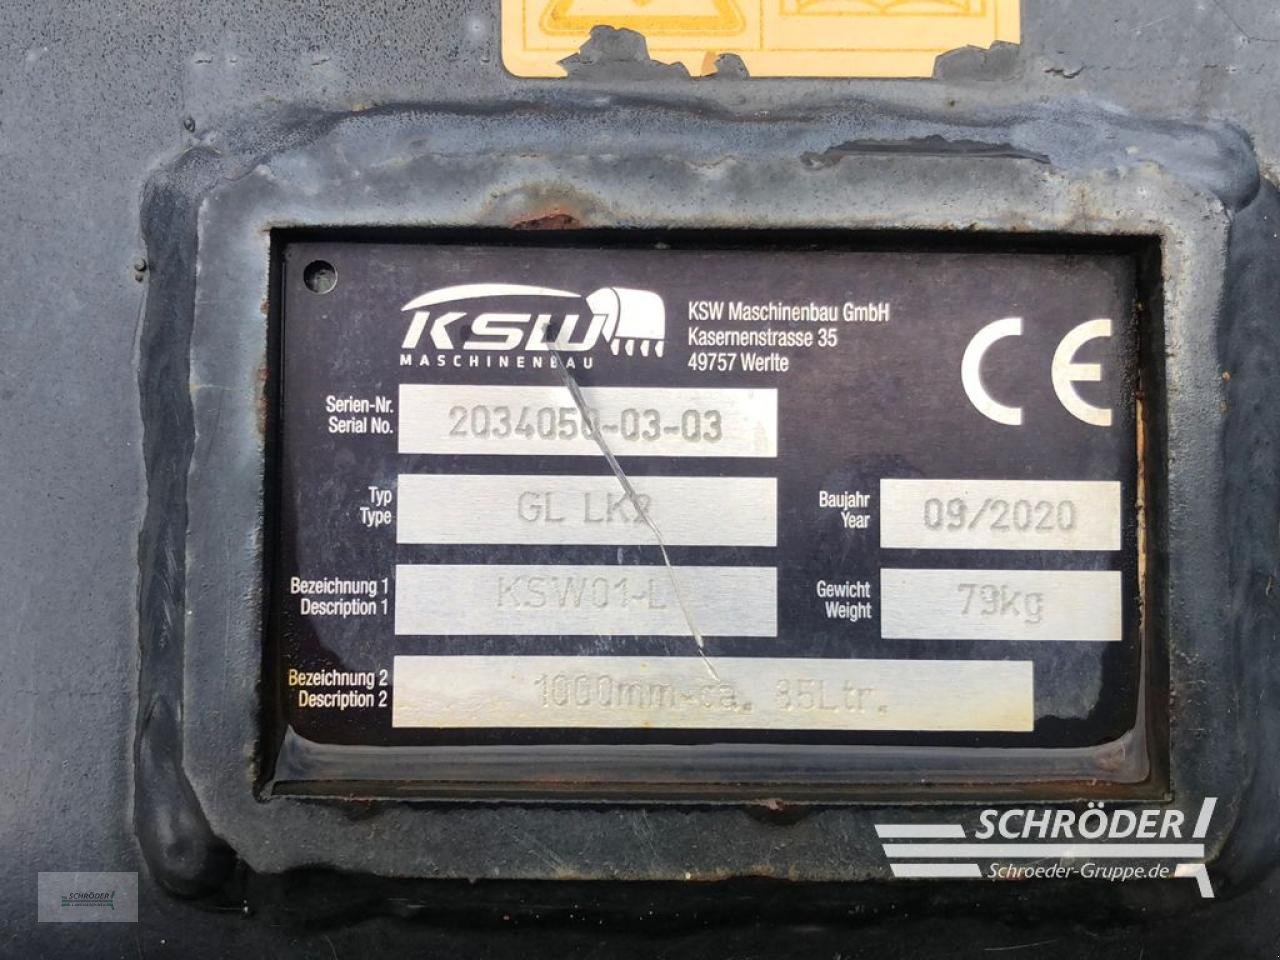 KSW
MASCHINENBAU
KSW Maschinenbau GmbH
Kasernenstrasse 35
49757 Werlte
CE
Serien-Nr.
Serial No.
2034050-03-03
Typ
Type
GL LK2
Baujahr
Year
09/2020
Bezeichnung 1
Description 1
KSW01-L
Gewicht
Weight
79kg
Bezeichnung 2
Description 2
1000mm-ca. 85Ltr.
SCHRÖDER
Schroeder-Gruppe.de
SCHRÖDER